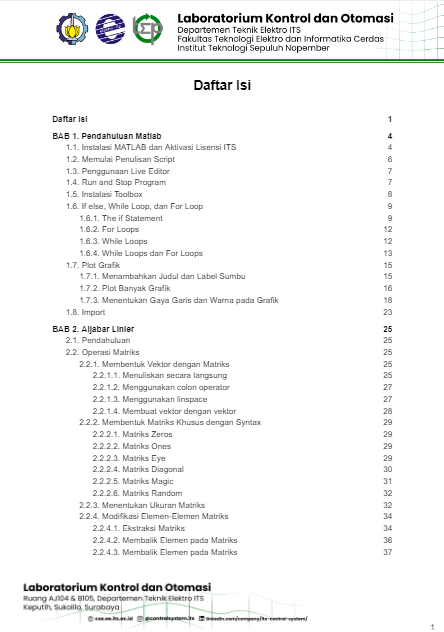 Laboratorium Kontrol dan Otomasi
Departemen Teknik Elektro ITS
Fakultas Teknologi Elektro dan Informatika Cerdas
Institut Teknologi Sepuluh Nopember
Daftar Isi
Daftar Isi 1
BAB 1. Pendahuluan Matlab 4
1.1. Instalasi MATLAB dan Aktivasi Lisensi ITS 4
1.2. Memulai Penulisan Script 6
1.3. Penggunaan Live Editor 7
1.4. Run and Stop Program 7
1.5. Instalasi Toolbox 8
1.6. If else, While Loop, dan For Loop 9
1.6.1. The if Statement 9
1.6.2. For Loops 12
1.6.3. While Loops 12
1.6.4. While Loops dan For Loops 13
1.7. Plot Grafik 15
1.7.1. Menambahkan Judul dan Label Sumbu 15
1.7.2. Plot Banyak Grafik 16
1.7.3. Menentukan Gaya Garis dan Warna pada Grafik 18
1.8. Import 23
BAB 2. Aljabar Linier 25
2.1. Pendahuluan 25
2.2. Operasi Matriks 25
2.2.1. Membentuk Vektor dengan Matriks 25
2.2.1.1. Menuliskan secara langsung 25
2.2.1.2. Menggunakan colon operator 27
2.2.1.3. Menggunakan linspace 27
2.2.1.4. Membuat vektor dengan vektor 28
2.2.2. Membentuk Matriks Khusus dengan Syntax 29
2.2.2.1. Matriks Zeros 29
2.2.2.2. Matriks Ones 29
2.2.2.3. Matriks Eye 29
2.2.2.4. Matriks Diagonal 30
2.2.2.5. Matriks Magic 31
2.2.2.6. Matriks Random 32
2.2.3. Menentukan Ukuran Matriks 32
2.2.4. Modifikasi Elemen-Elemen Matriks 34
2.2.4.1. Ekstraksi Matriks 34
2.2.4.2. Membalik Elemen pada Matriks 36
2.2.4.3. Membalik Elemen pada Matriks 37
Laboratorium Kontrol dan Otomasi
Ruang AJ104 & B105, Departemen Teknik Elektro ITS
Keputih, Sukolilo, Surabaya
@controlsystem.its linkedin.com/company/its-control-system/
1